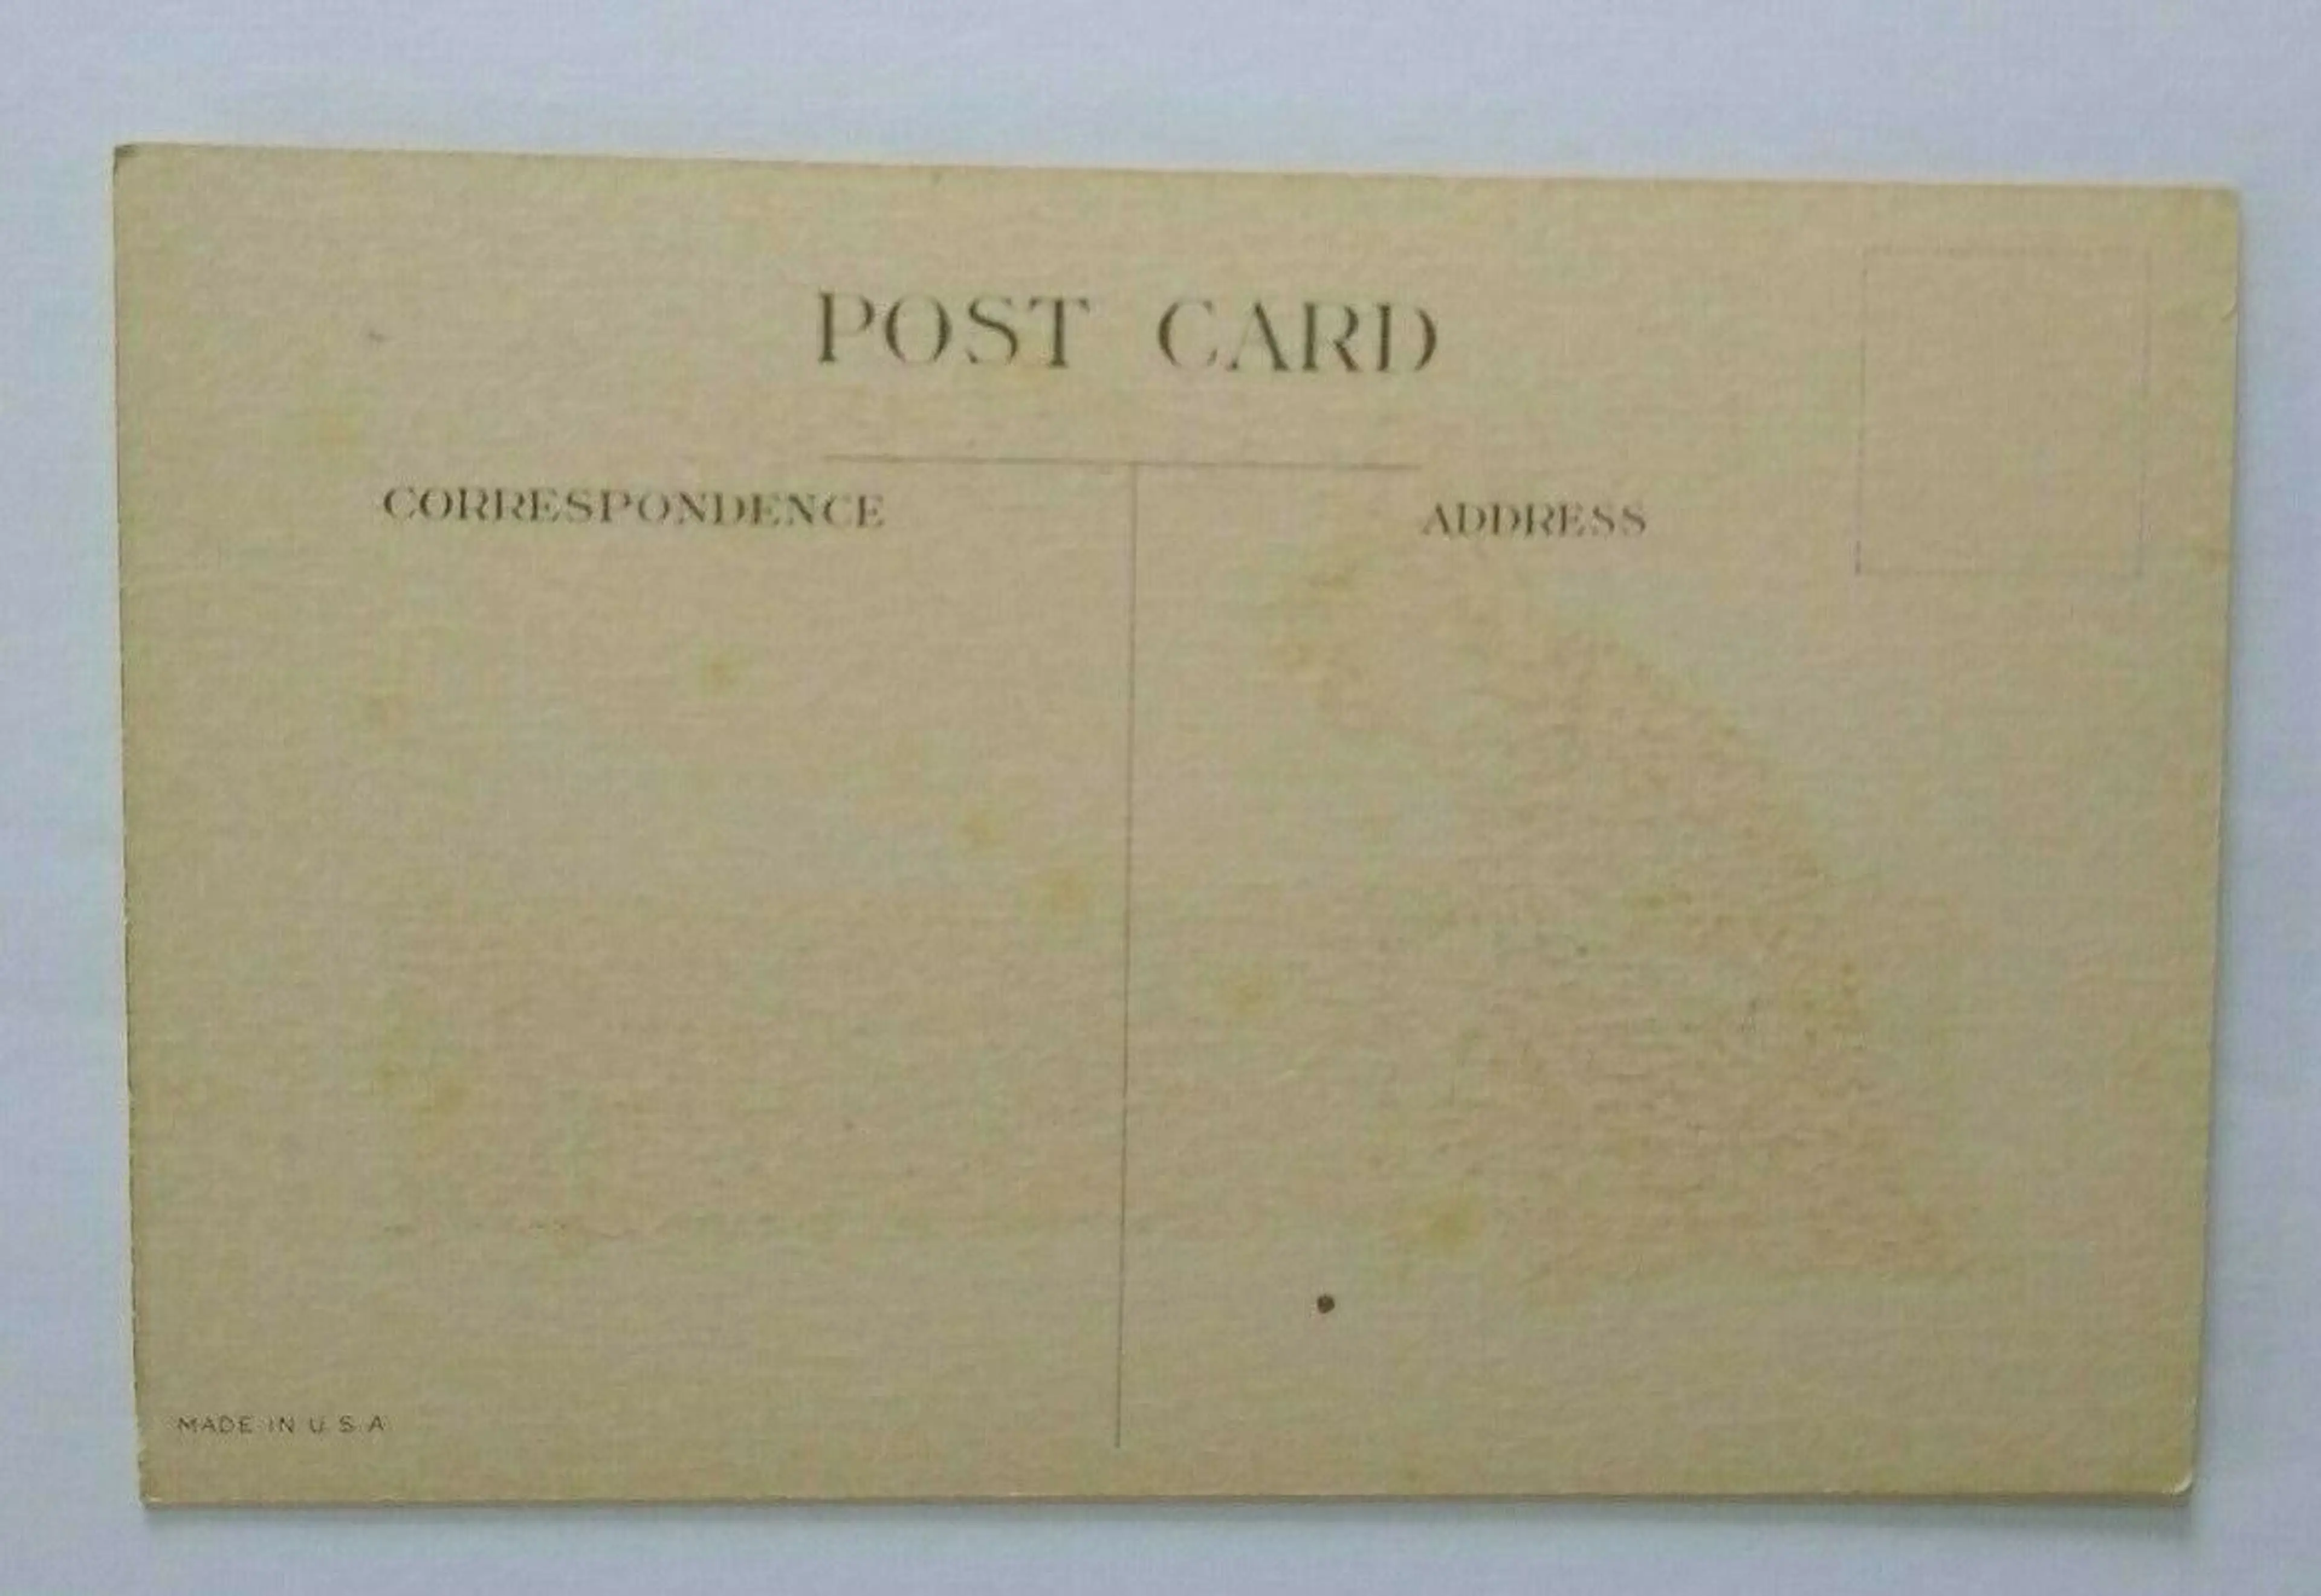 POST CARD
CORRESPONDENCE
ADDRESS
MADE IN U.S.A